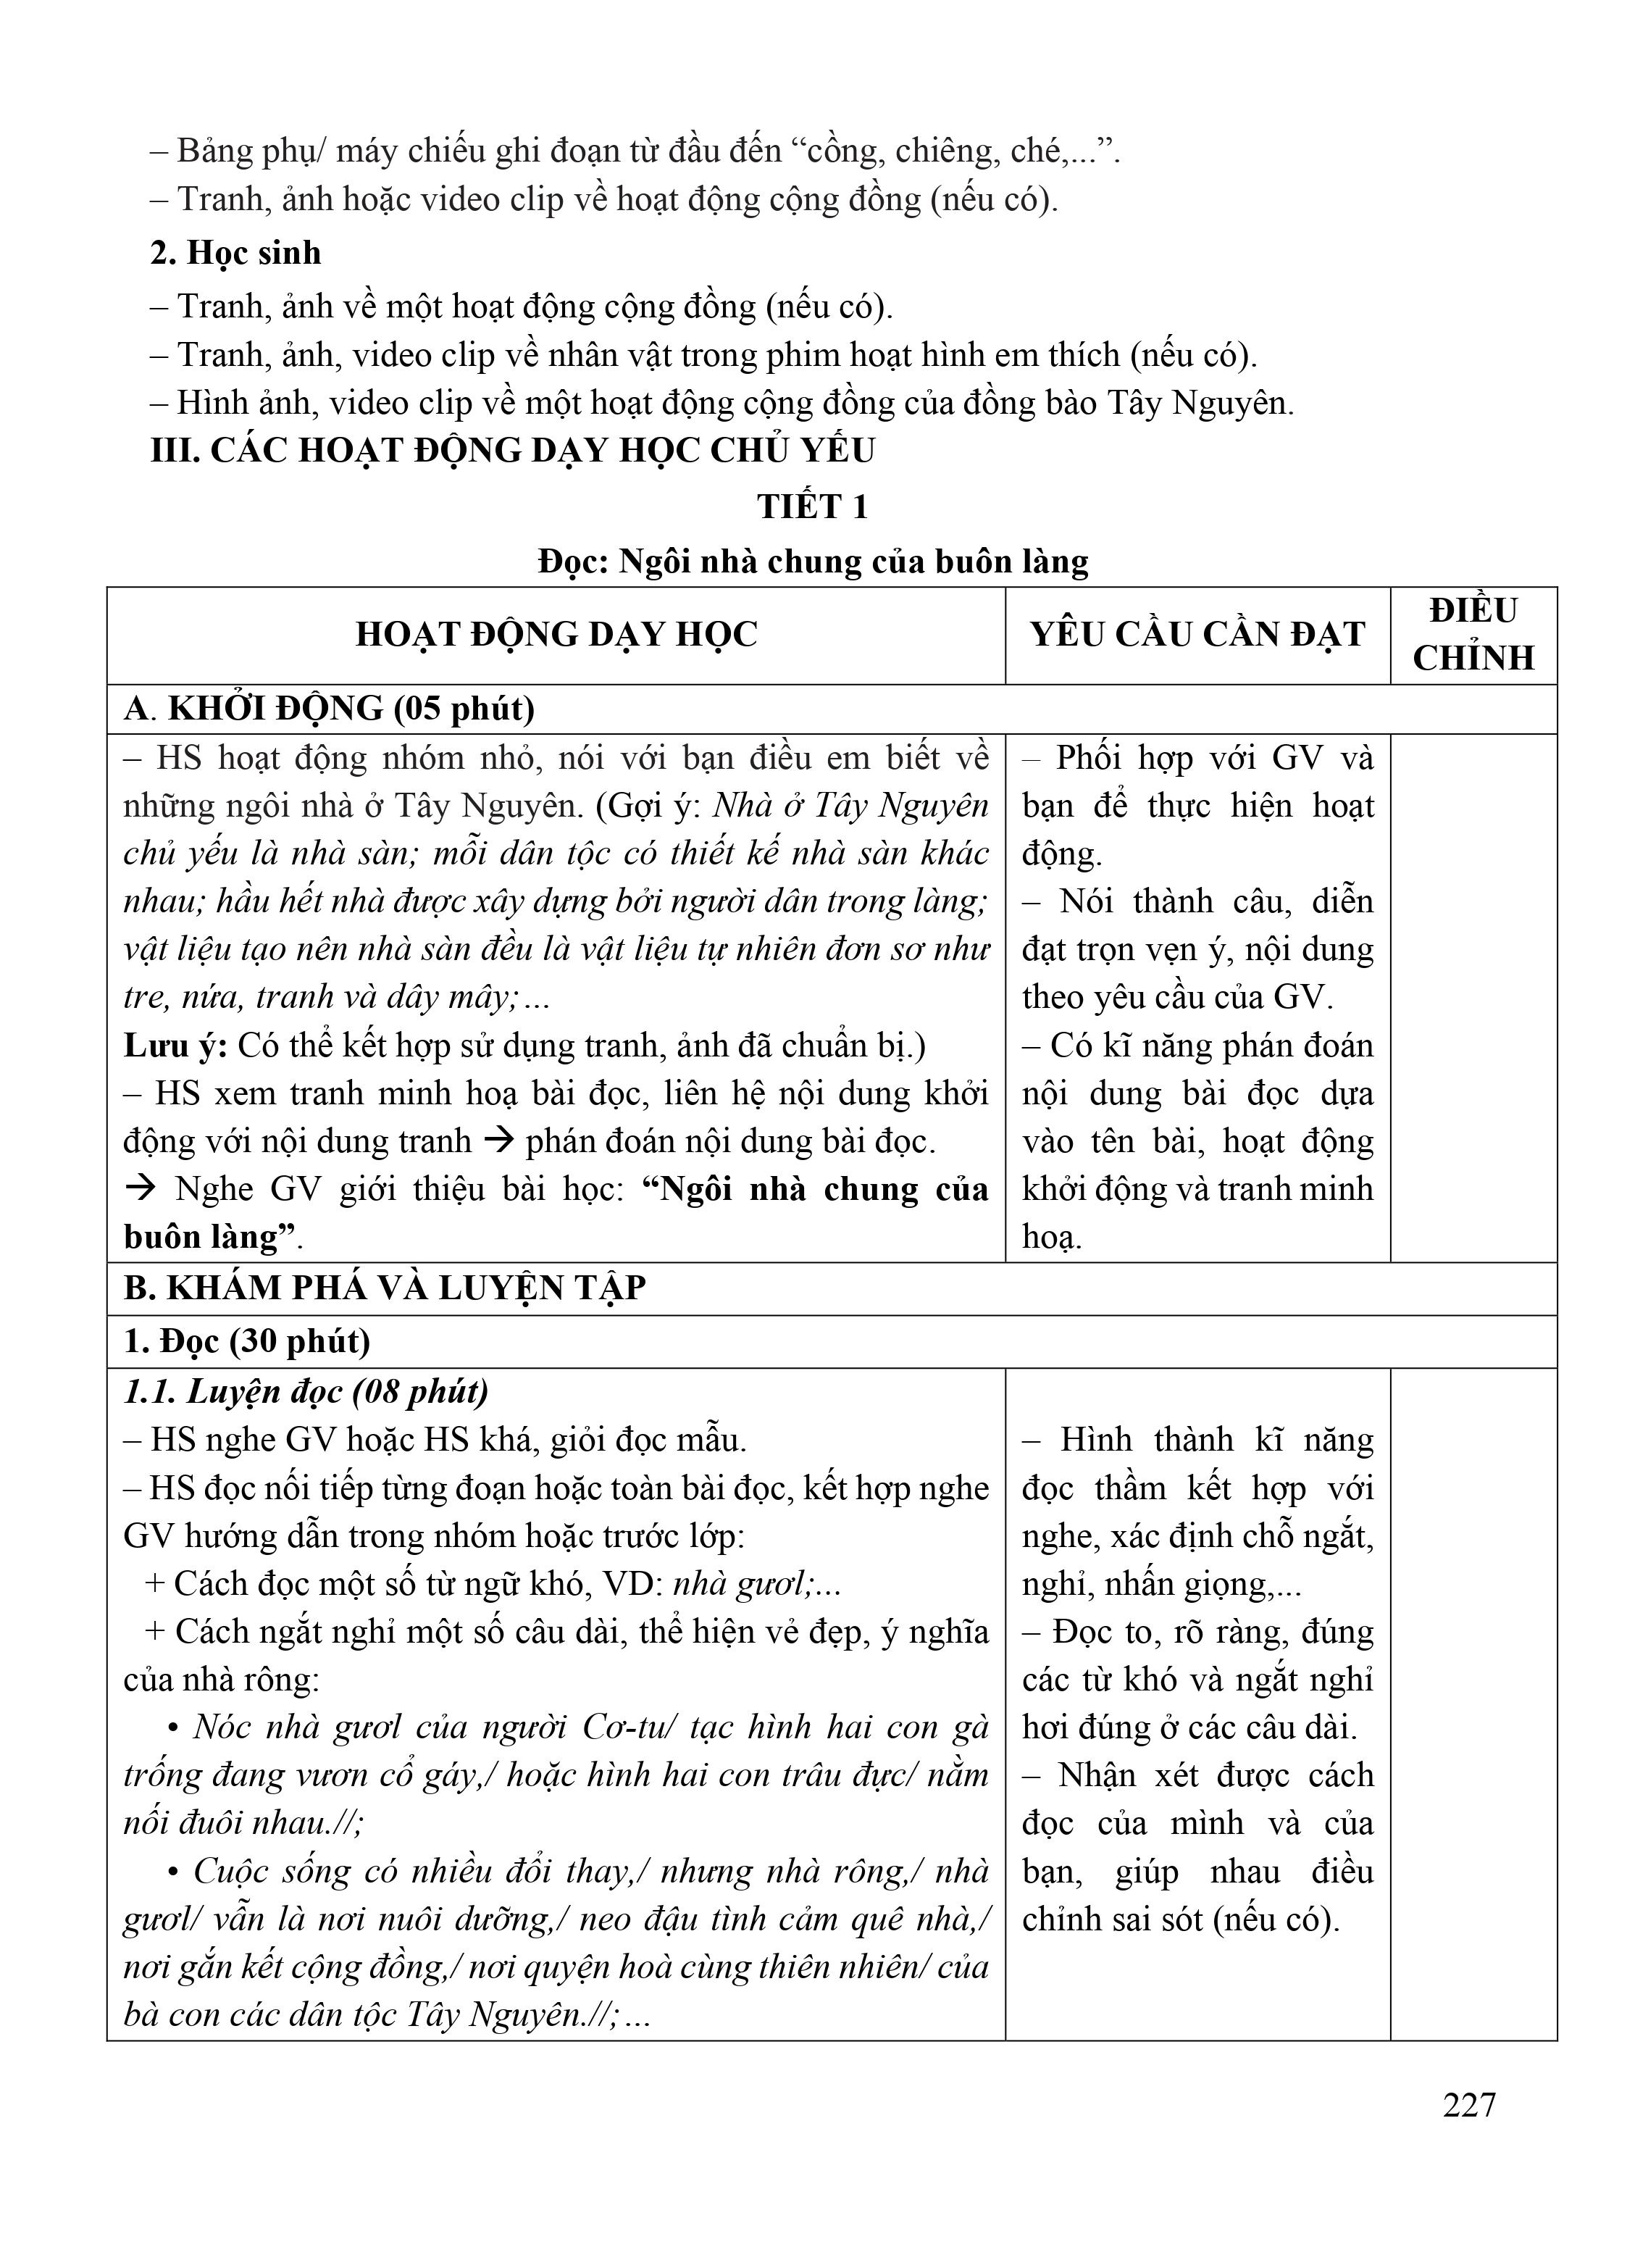 – Bảng phụ/ máy chiếu ghi đoạn từ đầu đến “cồng, chiêng, ché,...”.
– Tranh, ảnh hoặc video clip về hoạt động cộng đồng (nếu có).
2. Học sinh
– Tranh, ảnh về một hoạt động cộng đồng (nếu có).
– Tranh, ảnh, video clip về nhân vật trong phim hoạt hình em thích (nếu có).
– Hình ảnh, video clip về một hoạt động cộng đồng của đồng bào Tây Nguyên.
III. CÁC HOẠT ĐỘNG DẠY HỌC CHỦ YẾU
TIẾT 1
Đọc: Ngôi nhà chung của buôn làng
HOẠT ĐỘNG DẠY HỌC
YÊU CẦU CẦN ĐẠT
ĐIỀU
CHỈNH
A. KHỞI ĐỘNG (05 phút)
– HS hoạt động nhóm nhỏ, nói với bạn điều em biết về
những ngôi nhà ở Tây Nguyên. (Gợi ý: Nhà ở Tây Nguyên
chủ yếu là nhà sàn; mỗi dân tộc có thiết kế nhà sàn khác
nhau; hầu hết nhà được xây dựng bởi người dân trong làng;
vật liệu tạo nên nhà sàn đều là vật liệu tự nhiên đơn sơ như
tre, nứa, tranh và dây mây;…
Lưu ý: Có thể kết hợp sử dụng tranh, ảnh đã chuẩn bị.)
– HS xem tranh minh hoạ bài đọc, liên hệ nội dung khởi
động với nội dung tranh → phán đoán nội dung bài đọc.
→ Nghe GV giới thiệu bài học: “Ngôi nhà chung của
buôn làng”.
– Phối hợp với GV và
bạn để thực hiện hoạt
động.
– Nói thành câu, diễn
đạt trọn vẹn ý, nội dung
theo yêu cầu của GV.
– Có kĩ năng phán đoán
nội dung bài đọc dựa
vào tên bài, hoạt động
khởi động và tranh minh
hoạ.
B. KHÁM PHÁ VÀ LUYỆN TẬP
1. Đọc (30 phút)
1.1. Luyện đọc (08 phút)
– HS nghe GV hoặc HS khá, giỏi đọc mẫu.
– HS đọc nối tiếp từng đoạn hoặc toàn bài đọc, kết hợp nghe
GV hướng dẫn trong nhóm hoặc trước lớp:
+ Cách đọc một số từ ngữ khó, VD: nhà gươl;...
+ Cách ngắt nghỉ một số câu dài, thể hiện vẻ đẹp, ý nghĩa
của nhà rông:
• Nóc nhà gươl của người Cơ-tu/ tạc hình hai con gà
trống đang vươn cổ gáy,/ hoặc hình hai con trâu đực/ nằm
nối đuôi nhau.//;
• Cuộc sống có nhiều đổi thay,/ nhưng nhà rông,/ nhà
gươl/ vẫn là nơi nuôi dưỡng,/ neo đậu tình cảm quê nhà,/
nơi gắn kết cộng đồng,/ nơi quyện hoà cùng thiên nhiên/ của
bà con các dân tộc Tây Nguyên.//;…
– Hình thành kĩ năng
đọc thầm kết hợp với
nghe, xác định chỗ ngắt,
nghỉ, nhấn giọng,...
– Đọc to, rõ ràng, đúng
các từ khó và ngắt nghỉ
hơi đúng ở các câu dài.
– Nhận xét được cách
đọc của mình và của
bạn, giúp nhau điều
chỉnh sai sót (nếu có).
227